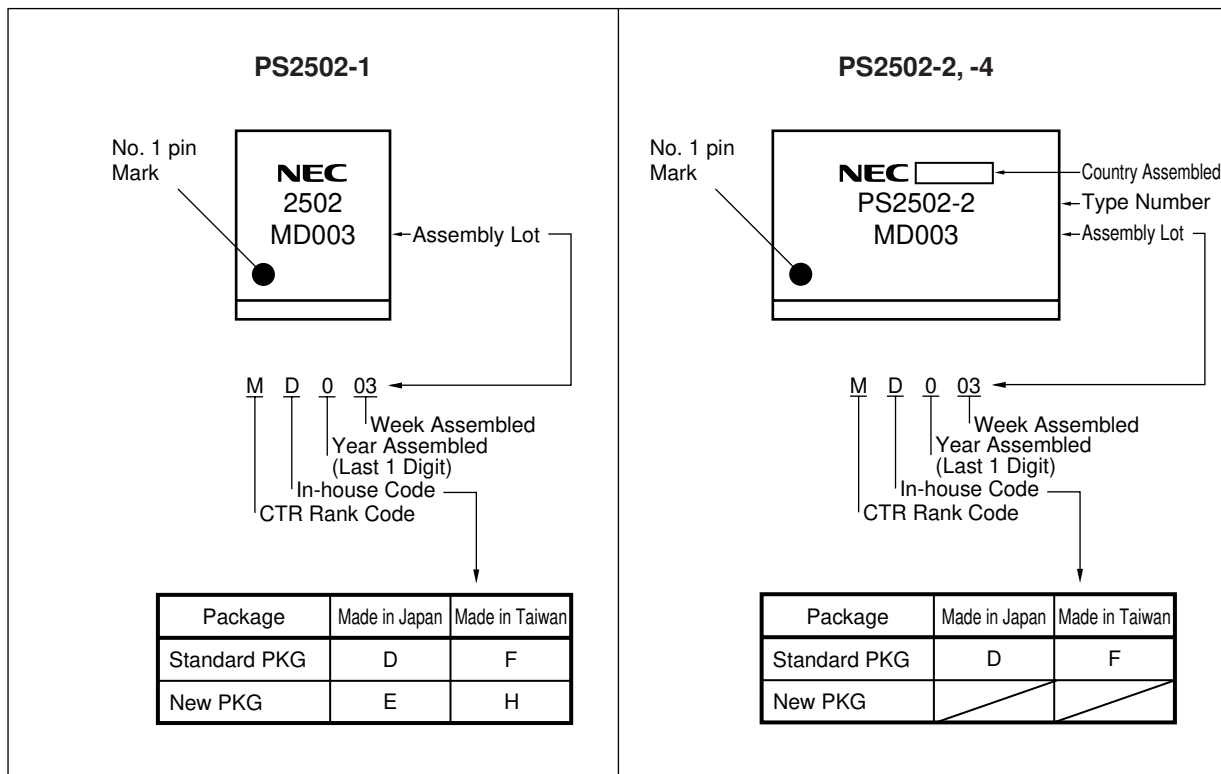 PS2502-1
No. 1 pin
Mark
NEC
2502
MD003
Assembly Lot
M D 0 03
Week Assembled
Year Assembled
(Last 1 Digit)
In-house Code
CTR Rank Code
Package Made in Japan Made in Taiwan
Standard PKG D F
New PKG E H
PS2502-2, -4
No. 1 pin
Mark
NEC
PS2502-2
MD003
Country Assembled
Type Number
Assembly Lot
M D 0 03
Week Assembled
Year Assembled
(Last 1 Digit)
In-house Code
CTR Rank Code
Package Made in Japan Made in Taiwan
Standard PKG D F
New PKG